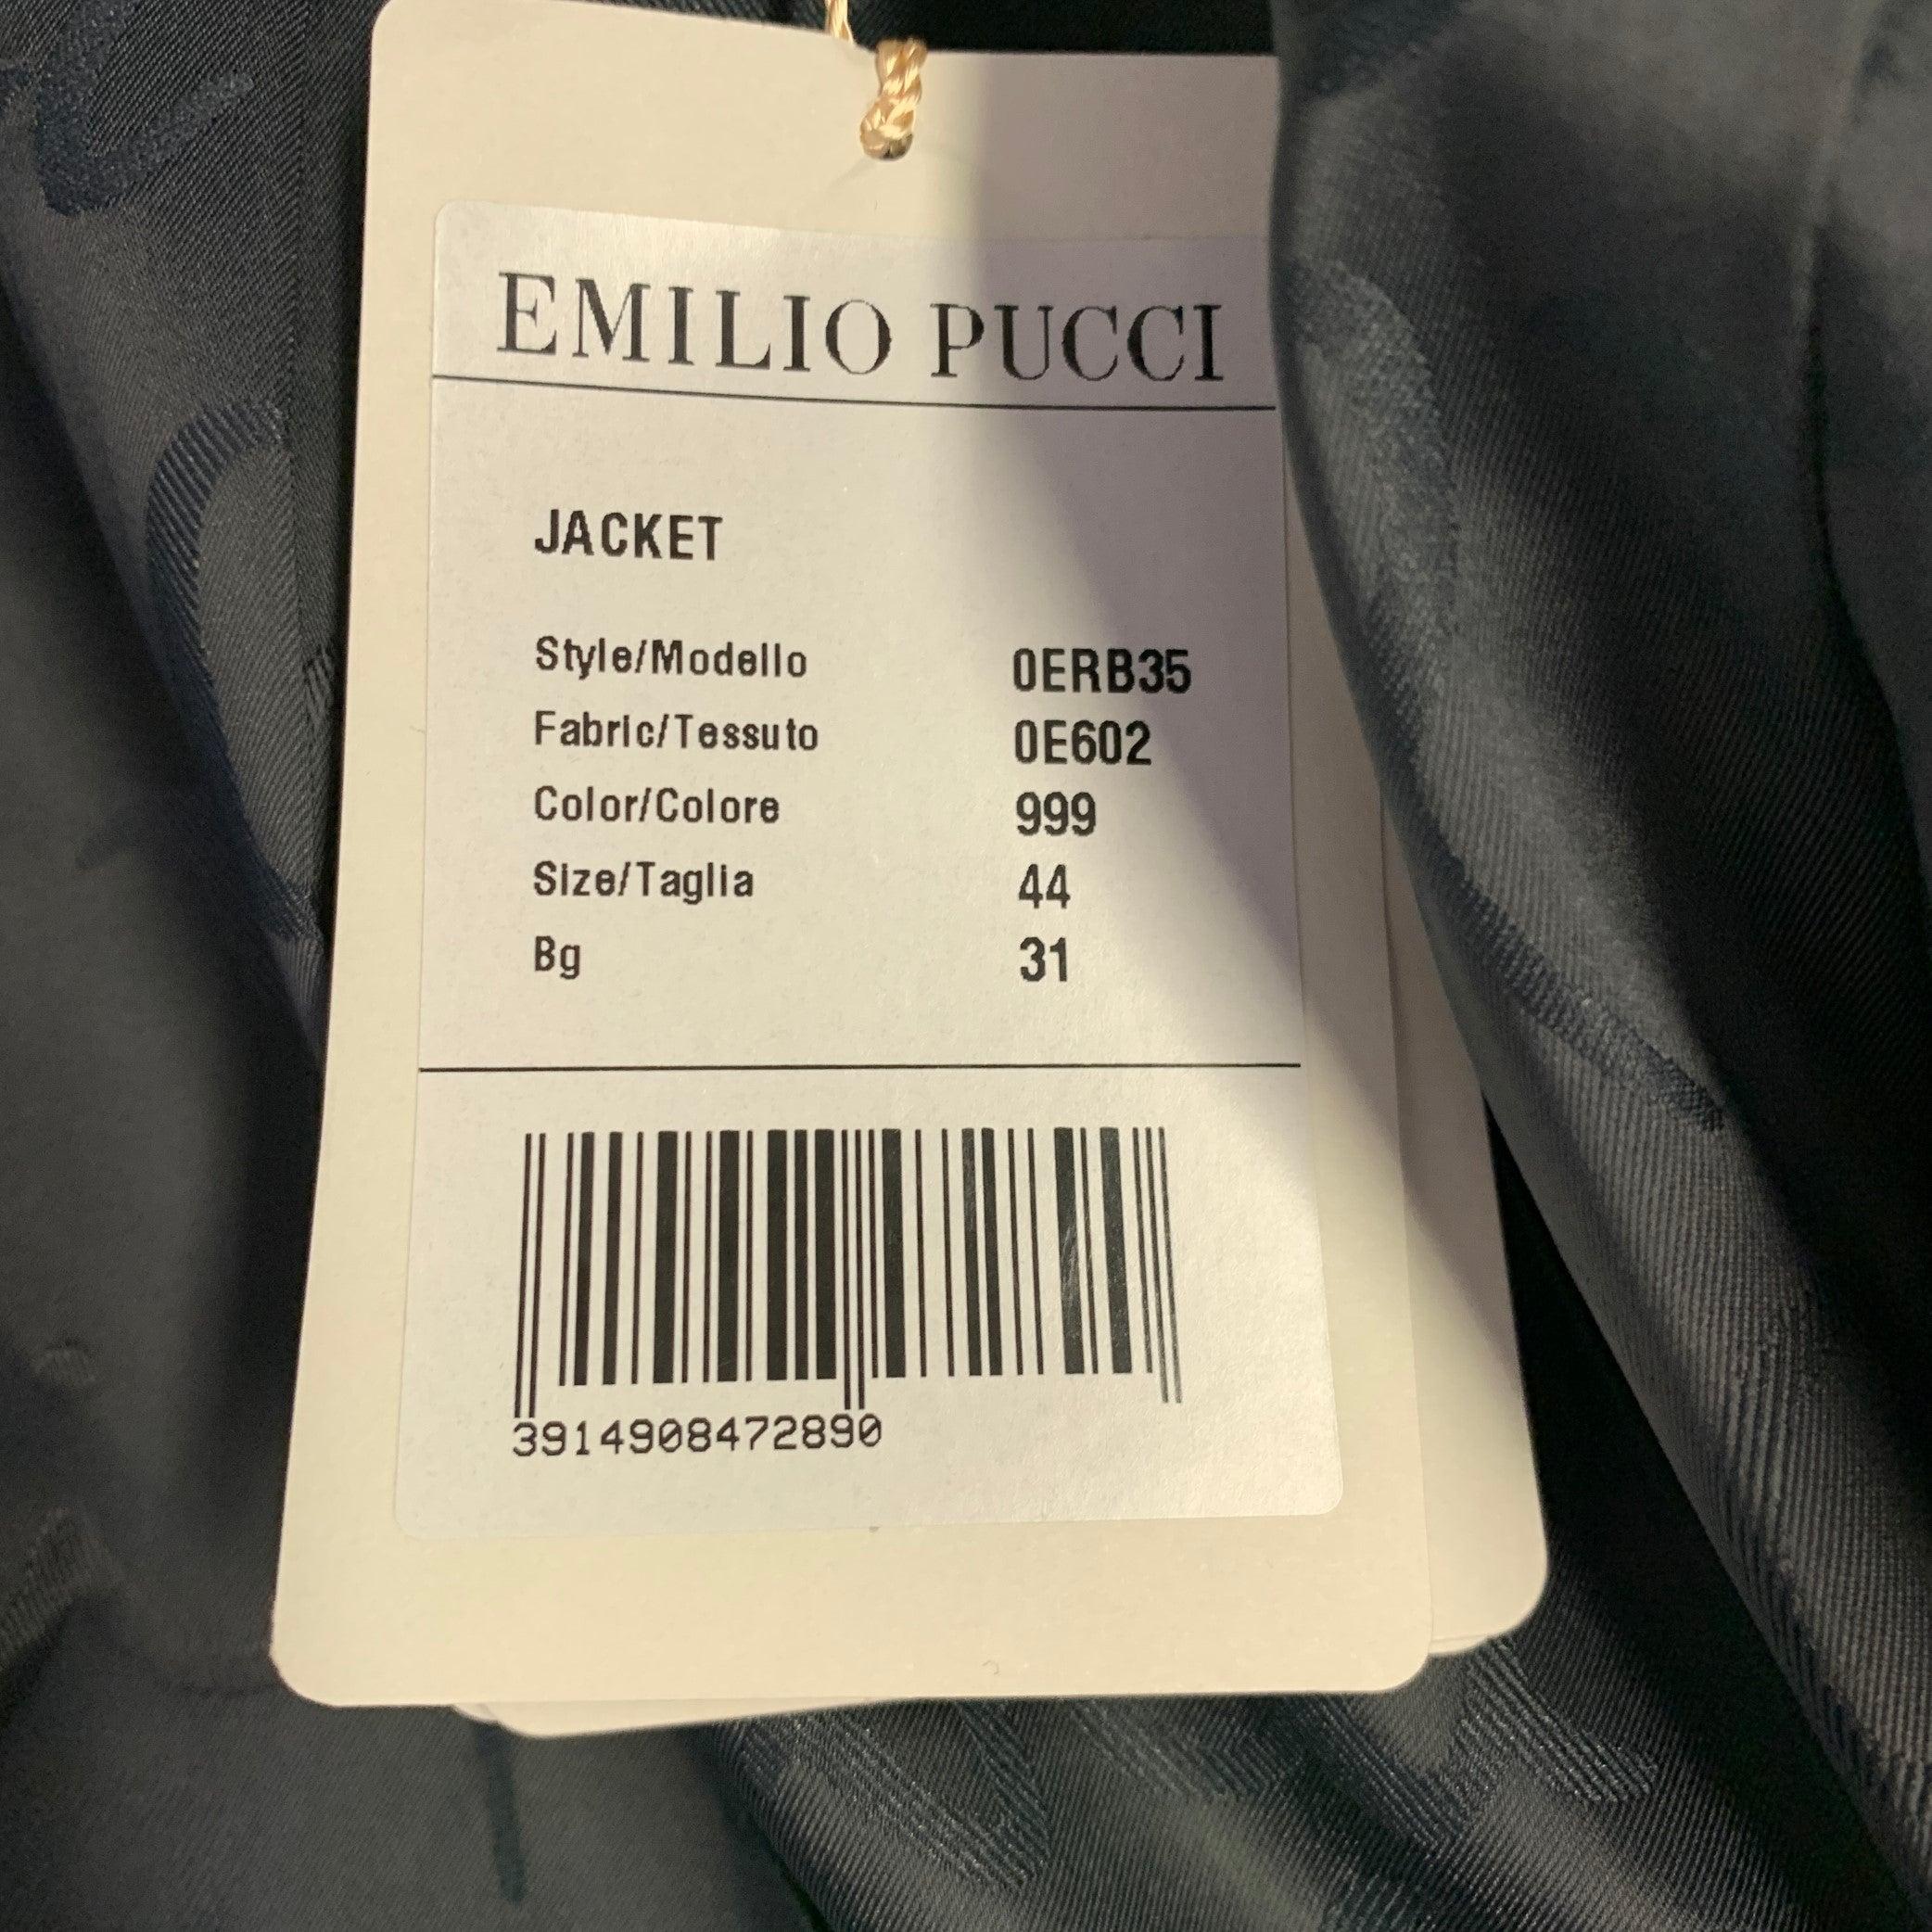 EMILIO PUCCI
JACKET
Style/Modello 0ERB35
Fabric/Tessuto 0E602
Color/Colore 999
Size/Taglia 44
Bg 31
3914908472890